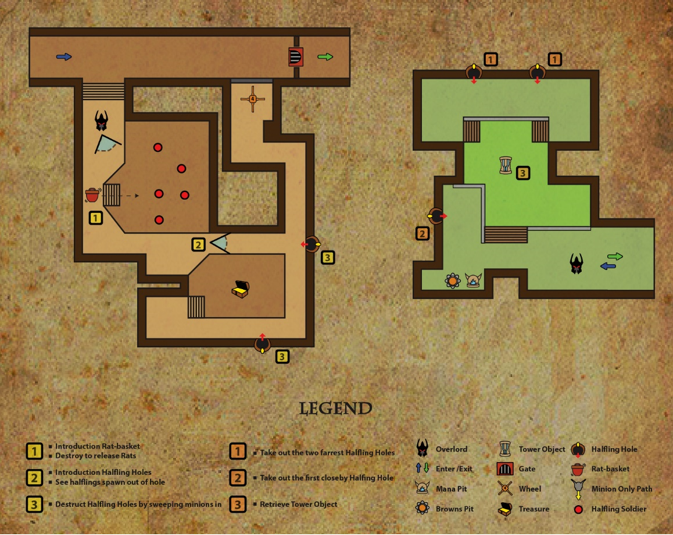 1
1
3
2
1
2
3
3
LEGEND
1
Introduction Rat-basket
Destroy to release Rats
2
Introduction Halfling Holes
See halflings spawn out of hole
3
Destruct Halfling Holes by sweeping minions in
1
Take out the two farrest Halfling Holes
2
Take out the first closeby Halfling Hole
3
Retrieve Tower Object
Overlord
Enter/Exit
Mana Pit
Browns Pit
Tower Object
Gate
Wheel
Treasure
Halfling Hole
Rat-basket
Minion Only Path
Halfling Soldier